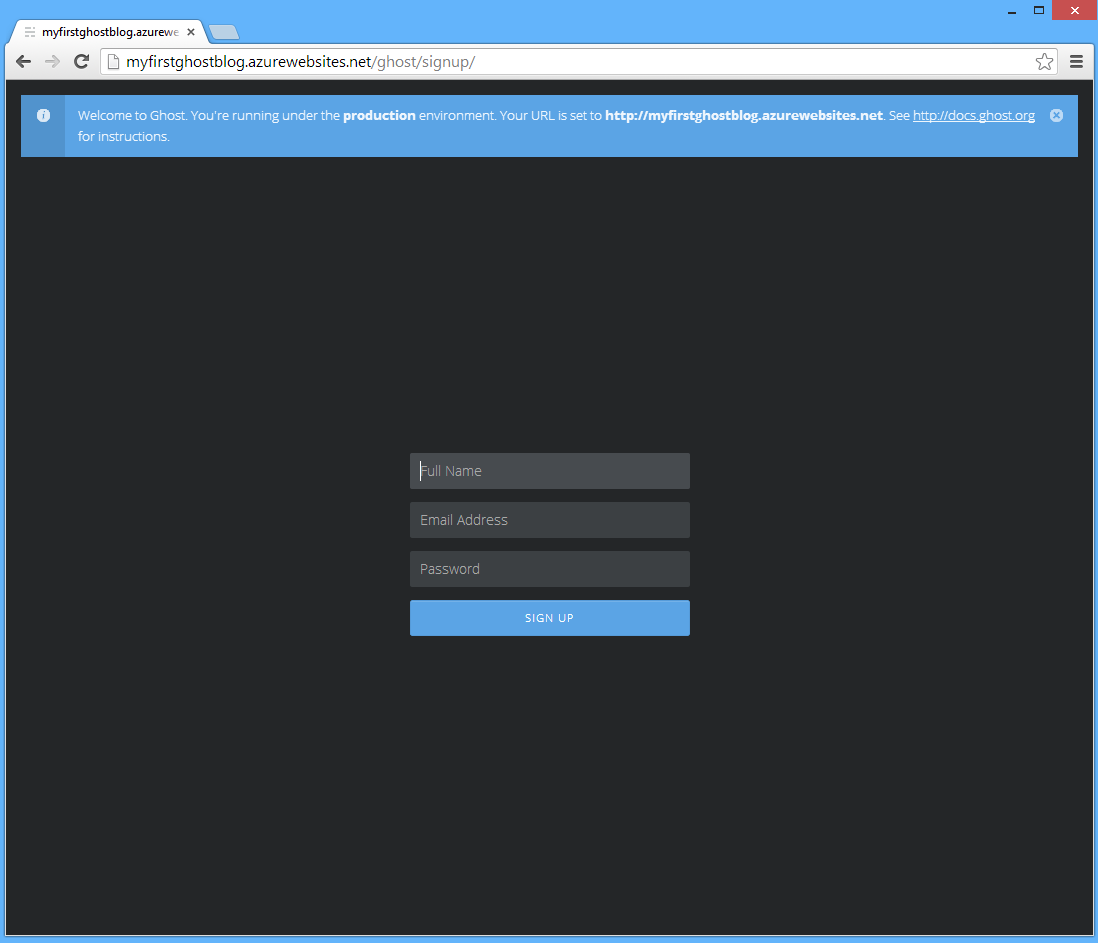 myfirstghostblog.azurewe
myfirstghostblog.azurewebsites.net/ghost/signup/
Welcome to Ghost. You're running under the production environment. Your URL is set to http://myfirstghostblog.azurewebsites.net. See http://docs.ghost.org
for instructions.
Full Name
Email Address
Password
SIGN UP